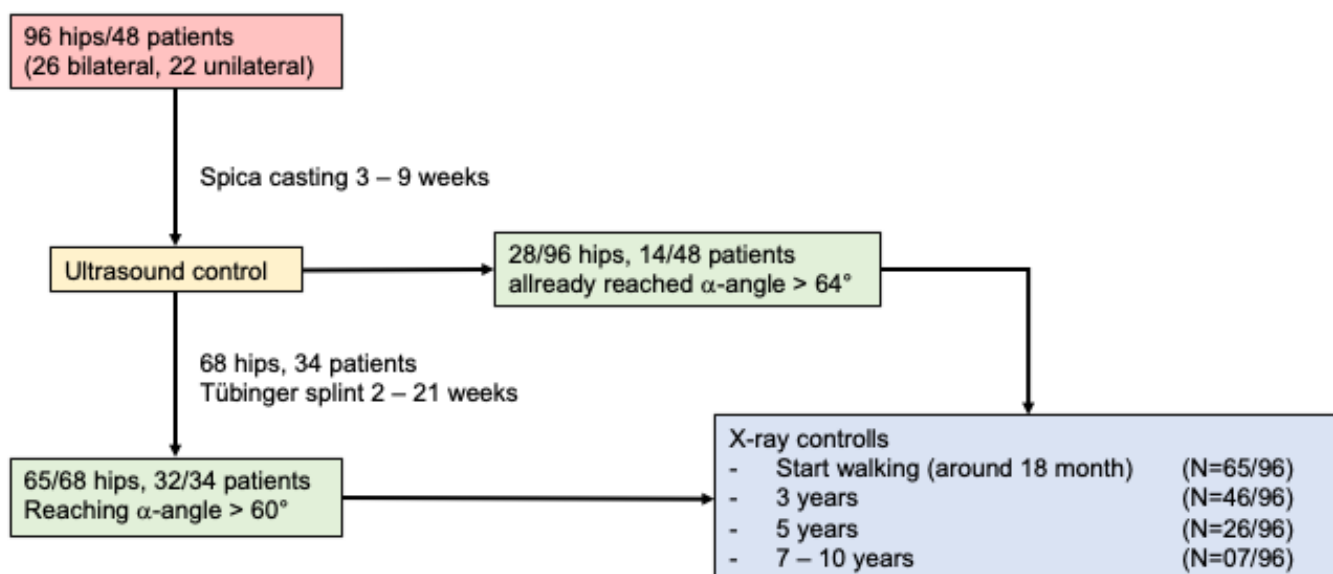 96 hips/48 patients
(26 bilateral, 22 unilateral)
Spica casting 3 – 9 weeks
Ultrasound control
28/96 hips, 14/48 patients
allready reached α-angle > 64°
68 hips, 34 patients
Tübinger splint 2 – 21 weeks
65/68 hips, 32/34 patients
Reaching α-angle > 60°
X-ray controlls
- Start walking (around 18 month) (N=65/96)
- 3 years (N=46/96)
- 5 years (N=26/96)
- 7 – 10 years (N=07/96)